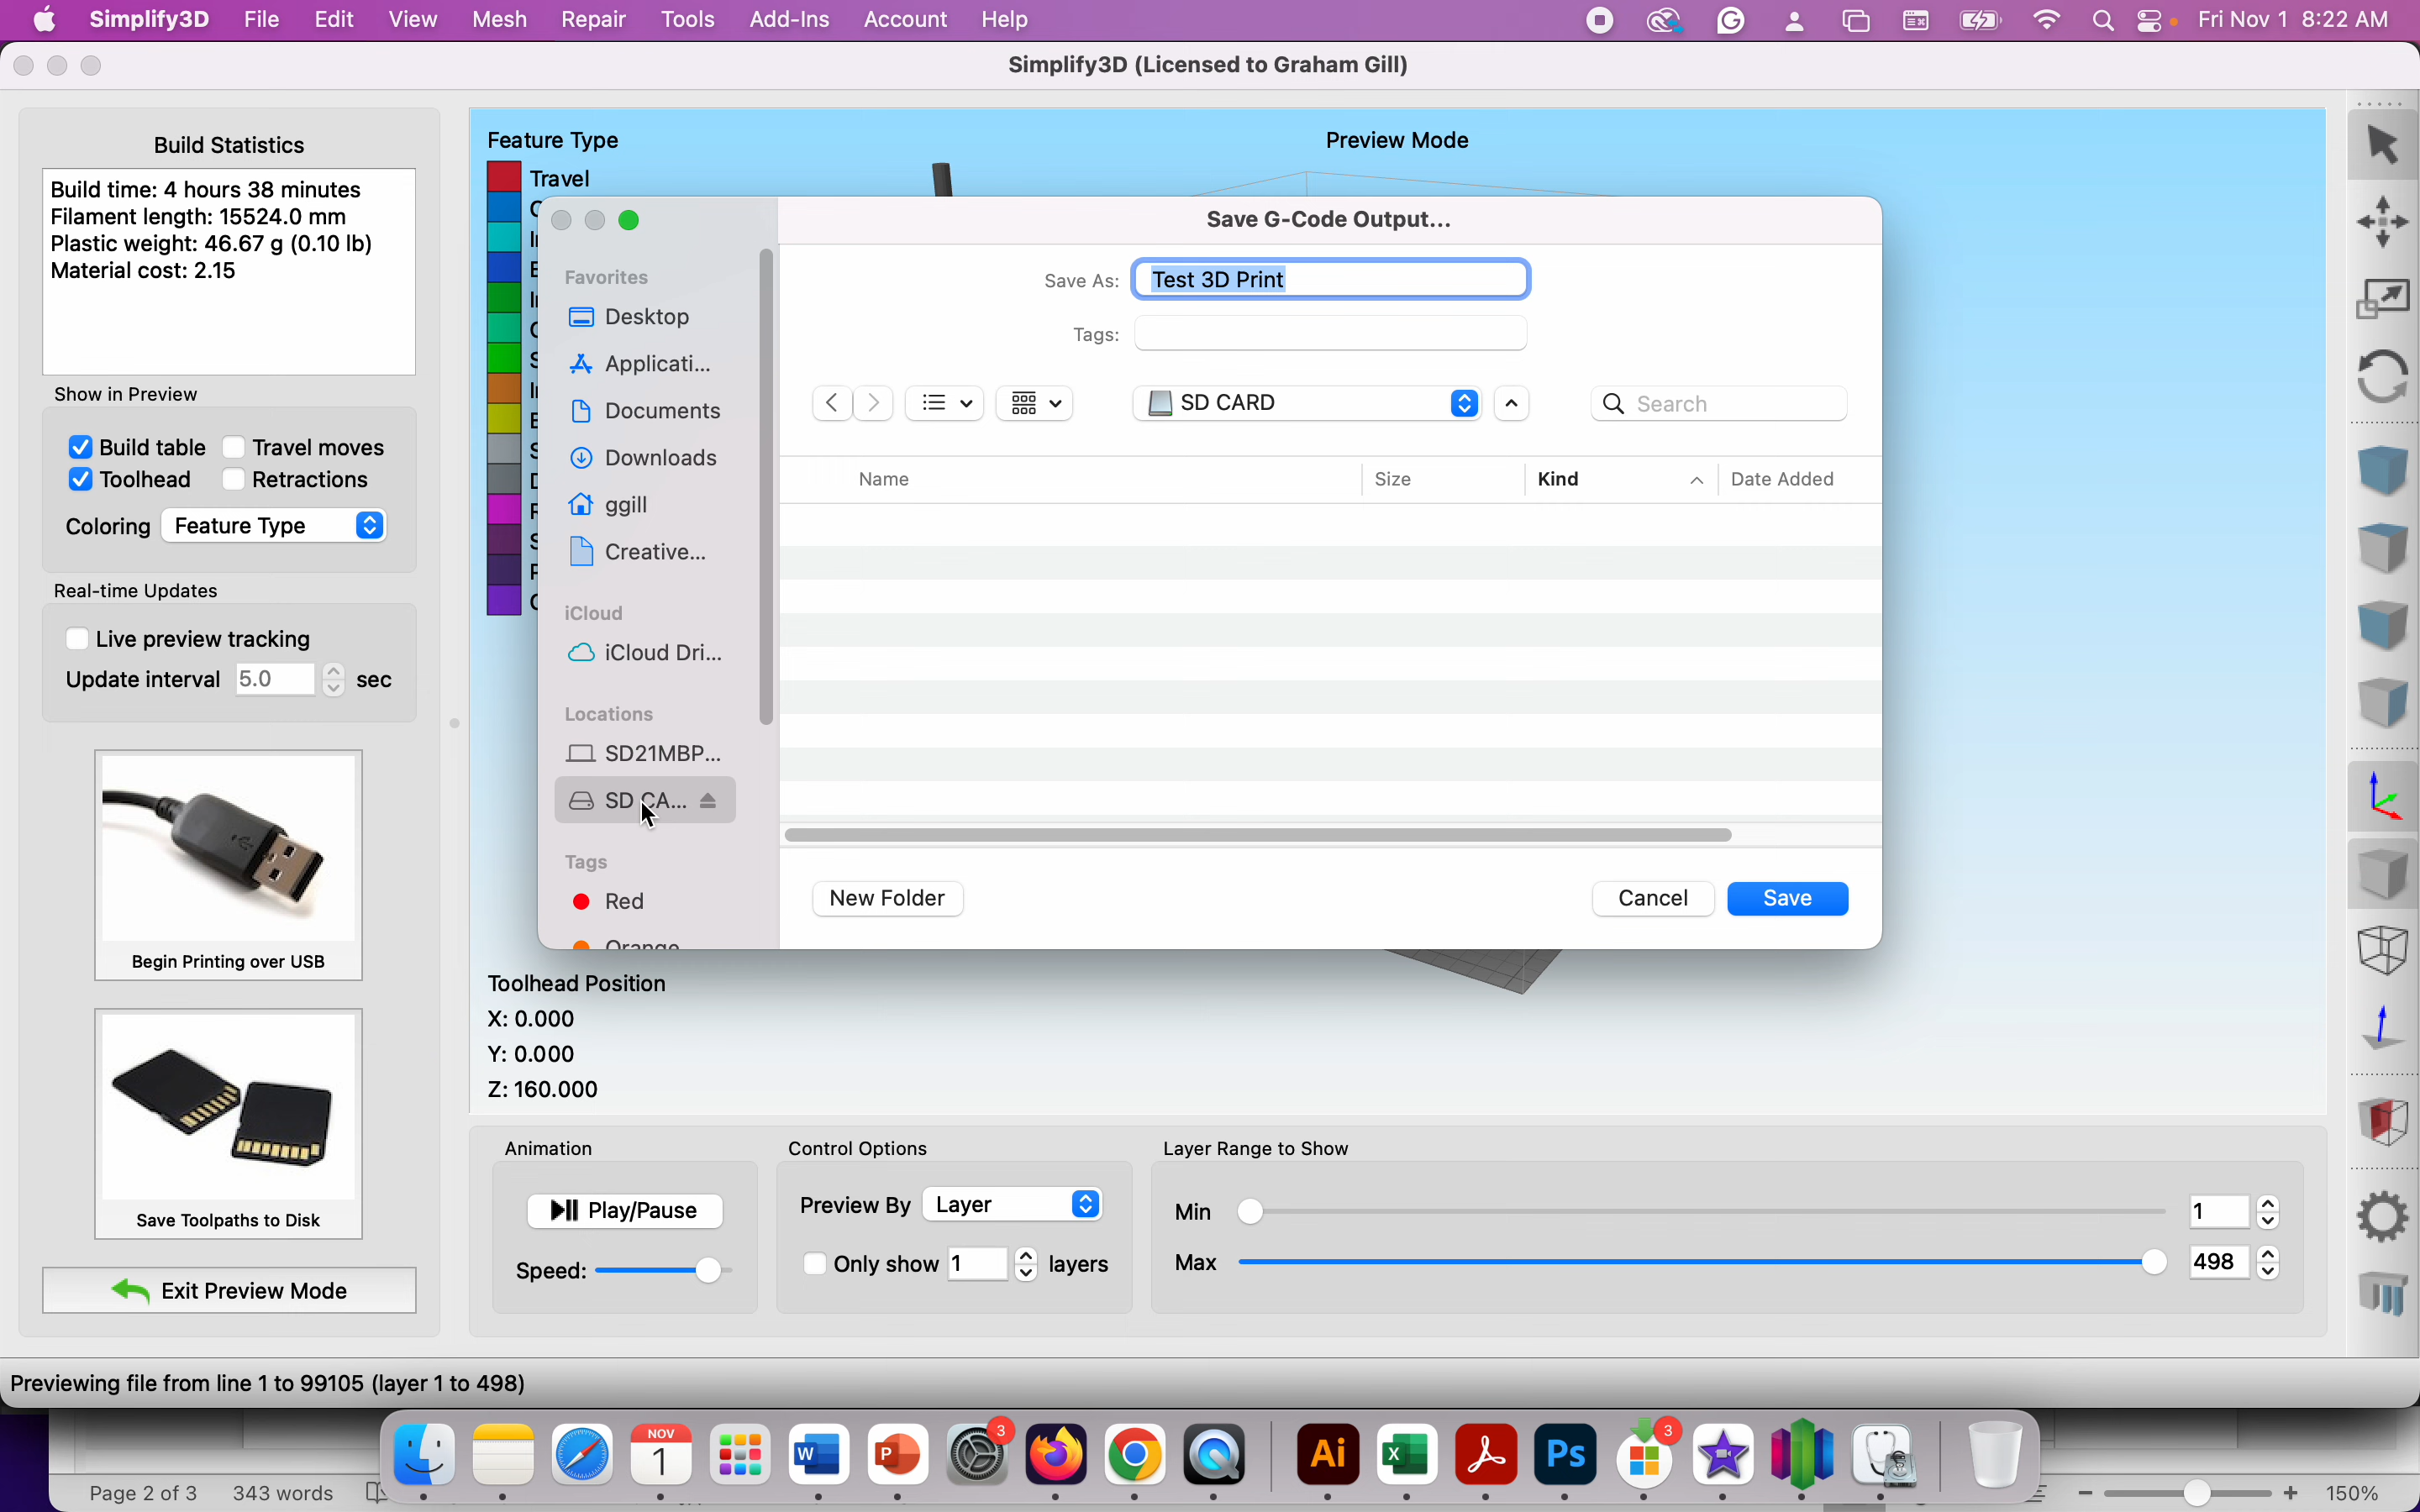 Simplify3D File Edit View Mesh Repair Tools Add-Ins Account Help Fri Nov 1 8:22 AM
Simplify3D (Licensed to Graham Gill)
Build Statistics
Build time: 4 hours 38 minutes
Filament length: 15524.0 mm
Plastic weight: 46.67 g (0.10 lb)
Material cost: 2.15
Show in Preview
Build table Travel moves
Toolhead Retractions
Coloring Feature Type
Real-time Updates
Live preview tracking
Update interval 5.0 sec
Begin Printing over USB
Save Toolpaths to Disk
Exit Preview Mode
Feature Type
Travel
Preview Mode
Save G-Code Output...
Favorites
Desktop
Applicati...
Documents
Downloads
ggill
Creative...
iCloud
iCloud Dri...
Locations
SD21MBP...
SD CA...
Tags
Red
Orange
Save As: Test 3D Print
Tags:
SD CARD
Search
Name Size Kind Date Added
New Folder Cancel Save
Toolhead Position
X: 0.000
Y: 0.000
Z: 160.000
Animation
Play/Pause
Speed:
Control Options
Preview By Layer
Only show 1 layers
Layer Range to Show
Min 1
Max 498
Previewing file from line 1 to 99105 (layer 1 to 498)
NOV
1
W
P
3
Ai
X
Ps
3
Page 2 of 3 343 words 150%